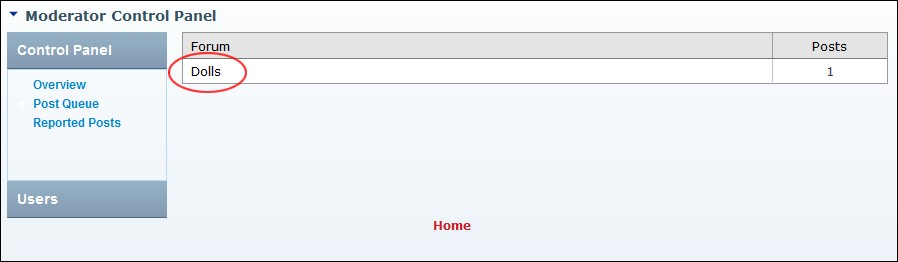 Moderator Control Panel
Control Panel
Overview
Post Queue
Reported Posts
Users
Forum Posts
Dolls 1
Home